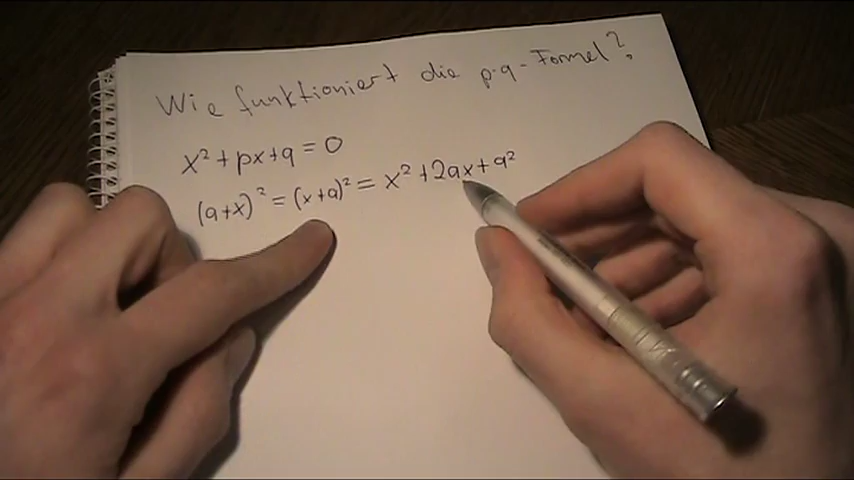 Wie funktioniert die p-q-Formel?
x² + px + q = 0
(a+x)² = (x+a)² = x² + 2ax + a²